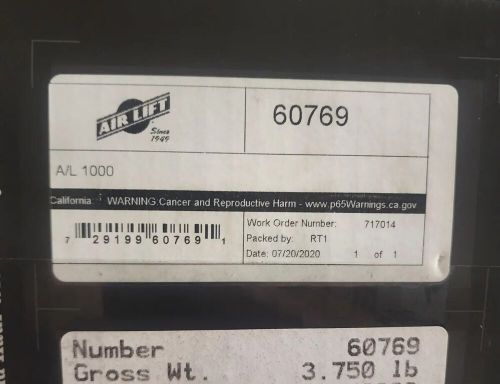 AIR LIFT
Since
1949
60769
A/L 1000
California: WARNING.Cancer and Reproductive Harm - www.p65Warnings.ca.gov
7 29199 60769 1
Work Order Number: 717014
Packed by: RT1
Date: 07/20/2020 1 of 1
Number 60769
Gross Wt. 3.750 lb